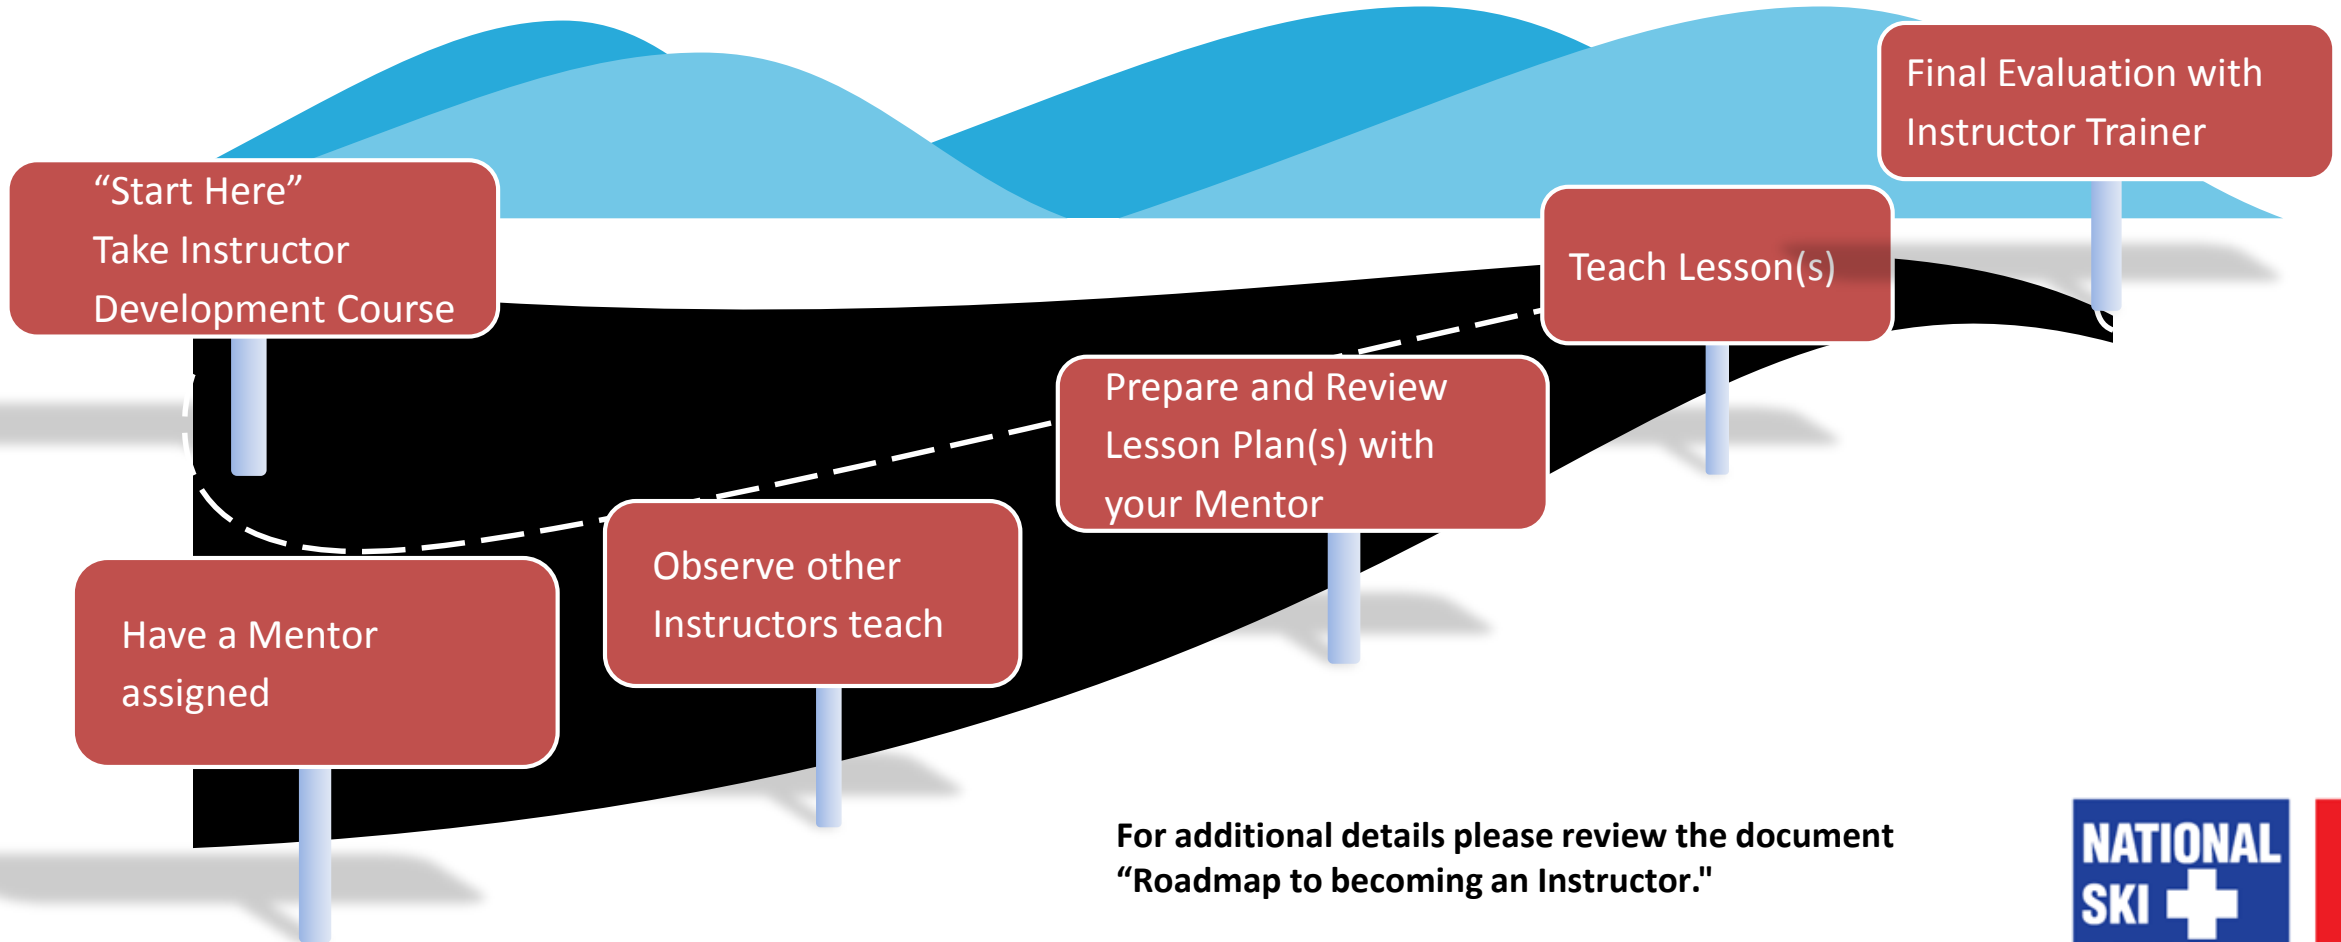 “Start Here”
Take Instructor
Development Course
Have a Mentor
assigned
Observe other
Instructors teach
Prepare and Review
Lesson Plan(s) with
your Mentor
Teach Lesson(s)
Final Evaluation with
Instructor Trainer
For additional details please review the document
“Roadmap to becoming an Instructor."
NATIONAL
SKI